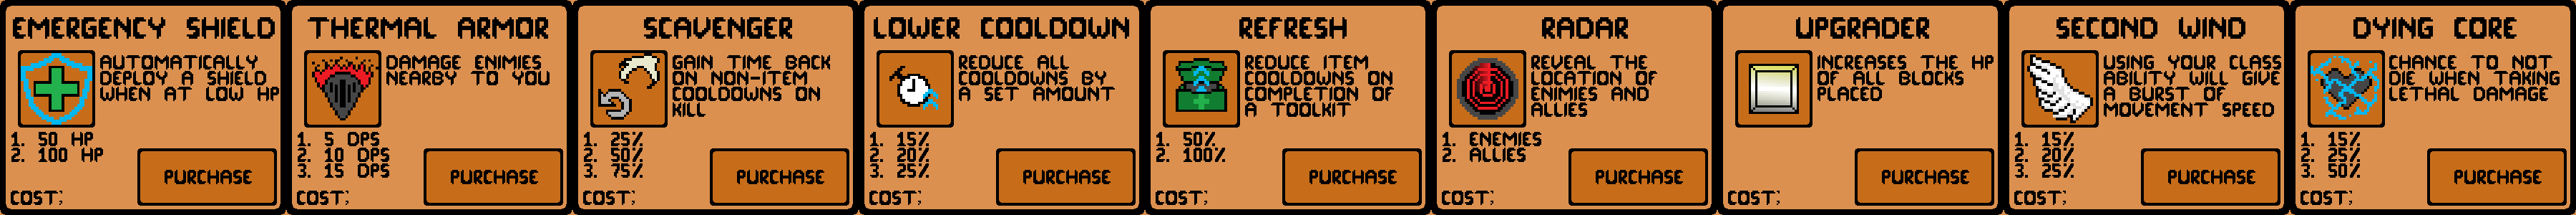 EMERGENCY SHIELD
AUTOMATICALLY
DEPLOY A SHIELD
WHEN AT LOW HP
1. 50 HP
2. 100 HP
PURCHASE
COST;
THERMAL ARMOR
DAMAGE ENIMIES
NEARBY TO YOU
1. 5 DPS
2. 10 DPS
3. 15 DPS
PURCHASE
COST;
SCAVENGER
GAIN TIME BACK
ON NON-ITEM
COOLDOWNS ON
KILL
1. 25%
2. 50%
3. 75%
PURCHASE
COST;
LOWER COOLDOWN
REDUCE ALL
COOLDOWNS BY
A SET AMOUNT
1. 15%
2. 20%
3. 25%
PURCHASE
COST;
REFRESH
REDUCE ITEM
COOLDOWNS ON
COMPLETION OF
A TOOLKIT
1. 50%
2. 100%
PURCHASE
COST;
RADAR
REVEAL THE
LOCATION OF
ENIMIES AND
ALLIES
1. ENEMIES
2. ALLIES
PURCHASE
COST;
UPGRADER
INCREASES THE HP
OF ALL BLOCKS
PLACED
PURCHASE
COST;
SECOND WIND
USING YOUR CLASS
ABILITY WILL GIVE
A BURST OF
MOVEMENT SPEED
1. 15%
2. 20%
3. 25%
PURCHASE
COST;
DYING CORE
CHANCE TO NOT
DIE WHEN TAKING
LETHAL DAMAGE
1. 15%
2. 25%
3. 50%
PURCHASE
COST;